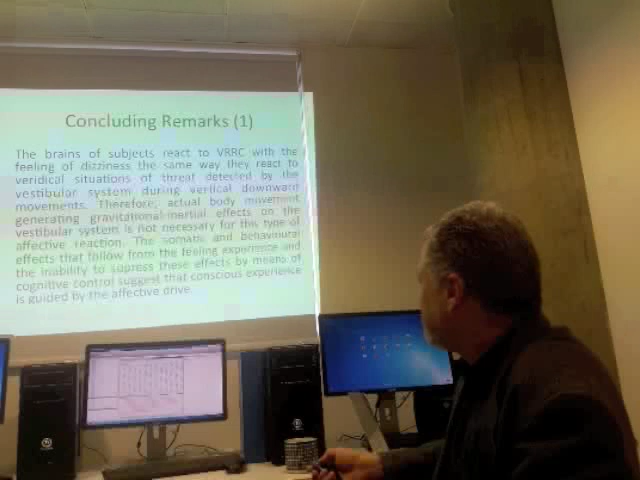 Concluding Remarks (1)
The brains of subjects react to VRRC with the
feeling of dizziness the same way they react to
veridical situations of threat detected by the
vestibular system during vertical downward
movements. Therefore, actual body movement
generating gravitational-inertial effects on the
vestibular system is not necessary for this type of
affective reaction. The somatic and behavioural
effects that follow from the feeling experience and
the inability to supress these effects by means of
cognitive control suggest that conscious experience
is guided by the affective drive.